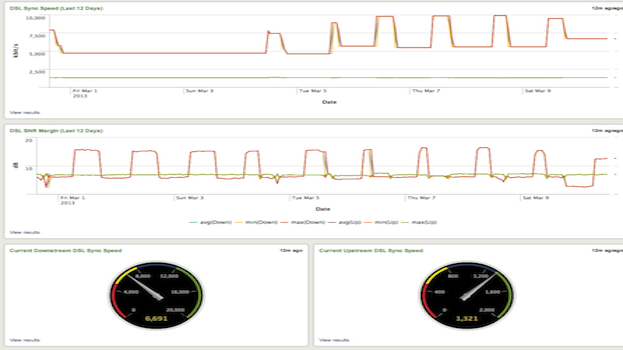 DSL Sync Speed (Last 12 Days)
10,000
7,500
5,000
2,500
kbit/s
Fri Mar 1
2013
Sun Mar 3
Tue Mar 5
Thu Mar 7
Sat Mar 9
Date
View results
DSL SNR Margin (Last 12 Days)
20
10
dB
Fri Mar 1
2013
Sun Mar 3
Tue Mar 5
Thu Mar 7
Sat Mar 9
Date
avg(Down) min(Down) max(Down) avg(Up) min(Up) max(Up)
View results
Current Downstream DSL Sync Speed 12m ago
8,000 12,000
4,000 16,000
0 20,000
6,691
View results
Current Upstream DSL Sync Speed
800 1,200
400 1,600
0 2,000
1,321
View results